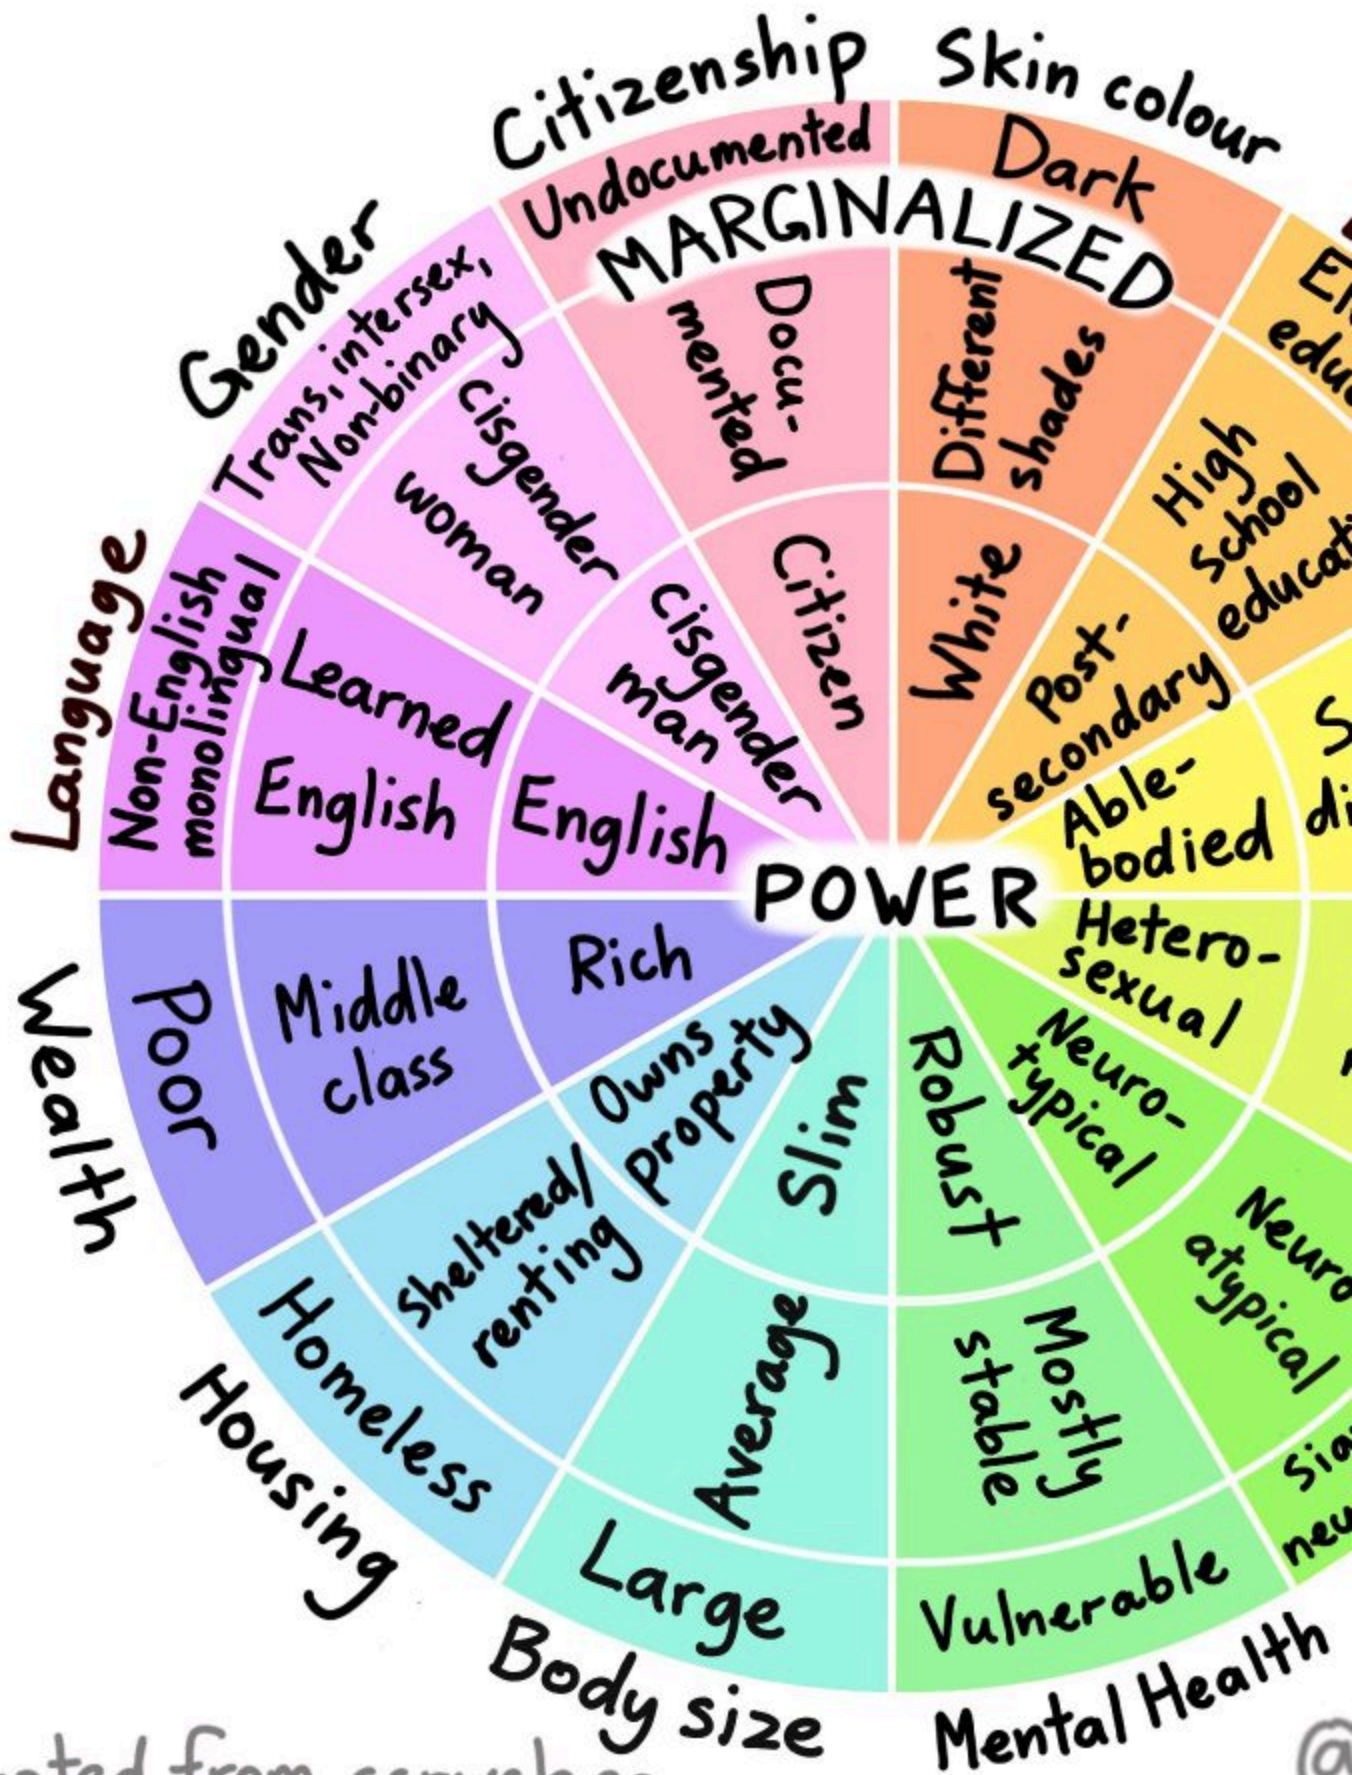 Citizenship
Undocumented
Docu-
mented
Citizen
Skin colour
Dark
Different
shades
White
MARGINALIZED
High
school
Post-
secondary
Able-
bodied
Hetero-
sexual
Neuro-
typical
atypical
Robust
Mostly
stable
Vulnerable
Mental Health
Slim
Average
Large
Body size
Owns
property
Sheltered/
renting
Homeless
Housing
Rich
Middle
class
Poor
Wealth
English
Learned
English
Non-English
monolingual
Language
cisgender
man
cisgender
woman
Trans, intersex,
Non-binary
Gender
POWER
from
@